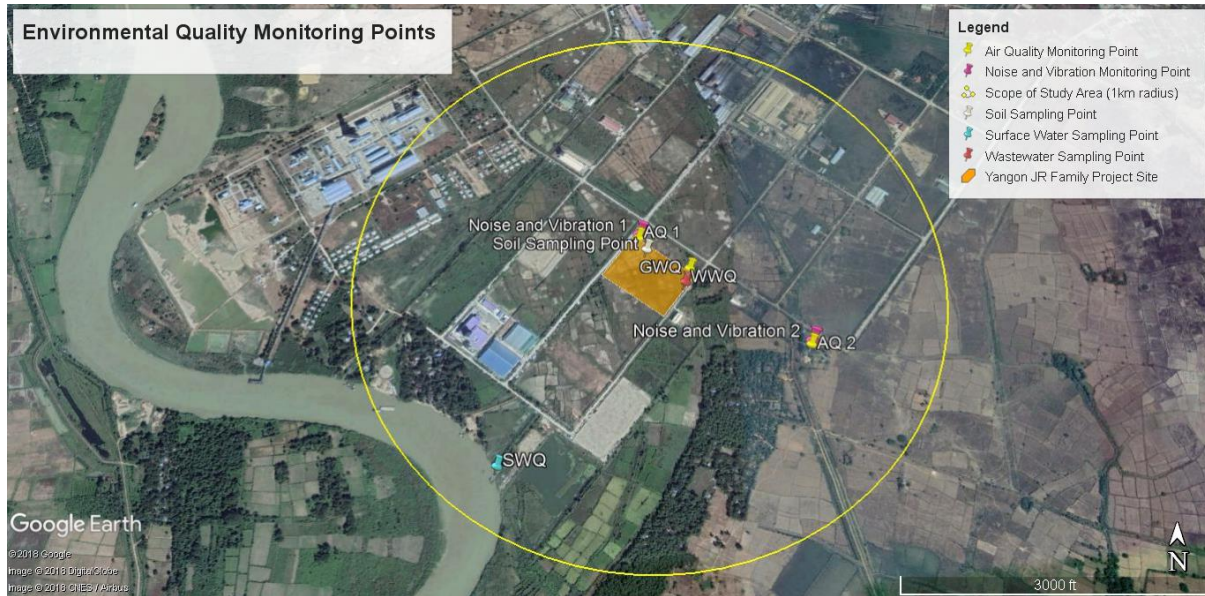 Environmental Quality Monitoring Points
Legend
Air Quality Monitoring Point
Noise and Vibration Monitoring Point
Scope of Study Area (1km radius)
Soil Sampling Point
Surface Water Sampling Point
Wastewater Sampling Point
Yangon JR Family Project Site
Noise and Vibration 1
AQ 1
Soil Sampling Point
GWQ
WWQ
Noise and Vibration 2
AQ 2
SWQ
Google Earth
©2018 Google
Image © 2018 DigitalGlobe
Image © 2018 CNES / Airbus
N
3000 ft